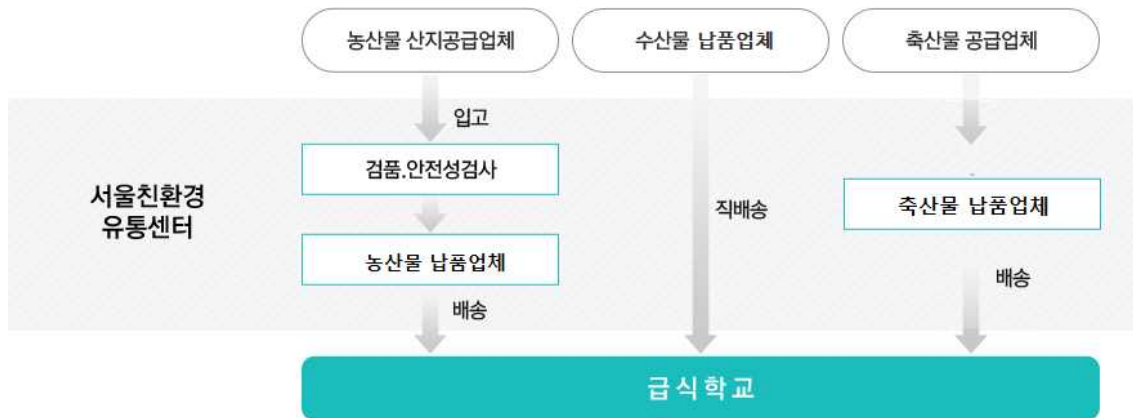 농산물 산지공급업체
수산물 납품업체
축산물 공급업체
입고
검품.안전성검사
서울친환경
유통센터
직배송
축산물 납품업체
농산물 납품업체
배송
배송
급식학교